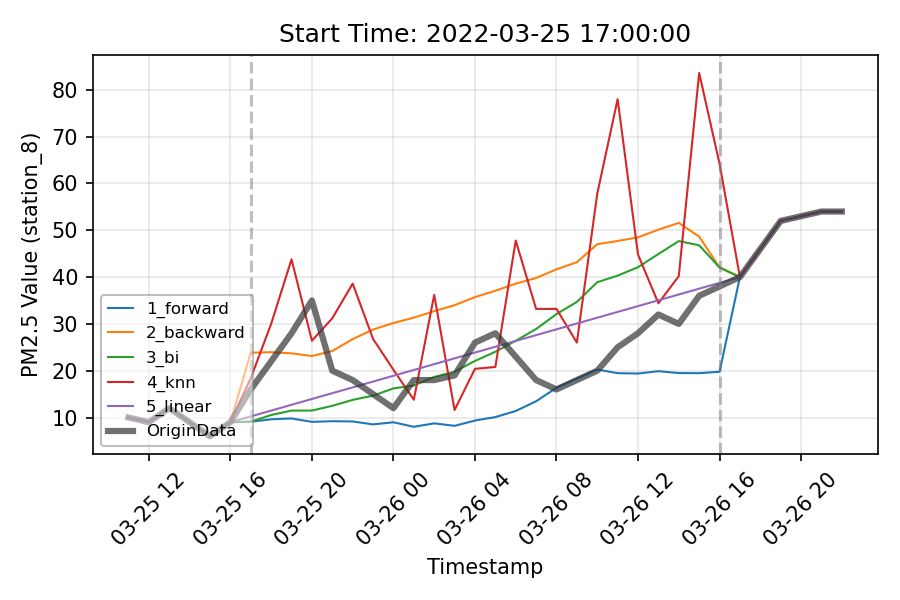 Start Time: 2022-03-25 17:00:00
PM2.5 Value (station_8)
80
70
60
50
40
30
20
10
1_forward
2_backward
3_bi
4_knn
5_linear
OriginData
03-25 12
03-25 16
03-25 20
03-26 00
03-26 04
03-26 08
03-26 12
03-26 16
03-26 20
Timestamp